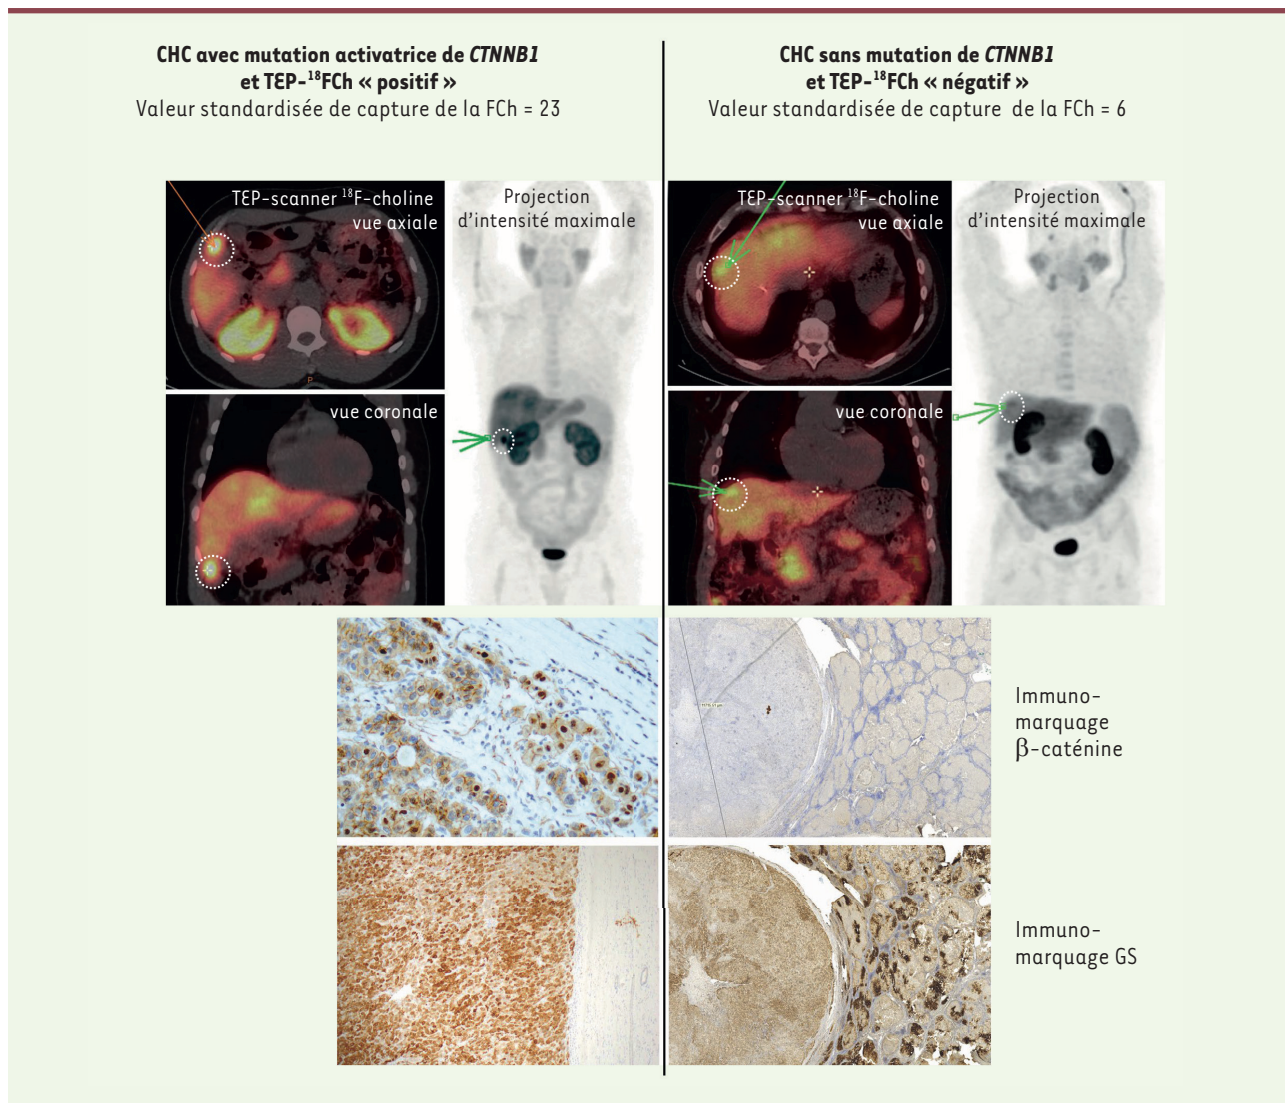 CHC avec mutation activatrice de CTNNB1
et TEP-¹⁸FCh « positif »
Valeur standardisée de capture de la FCh = 23
CHC sans mutation de CTNNB1
et TEP-¹⁸FCh « négatif »
Valeur standardisée de capture de la FCh = 6
TEP-scanner ¹⁸F-choline
vue axiale
Projection
d’intensité maximale
TEP-scanner ¹⁸F-choline
vue axiale
Projection
d’intensité maximale
P
vue coronale
vue coronale
Immuno-
marquage
β-caténine
Immuno-
marquage GS